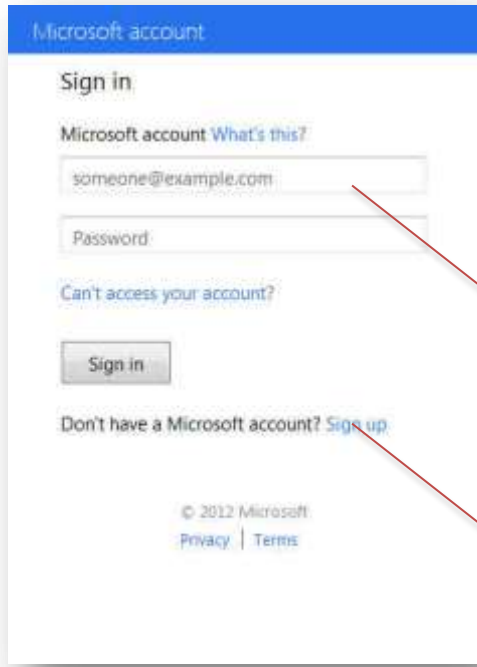 Microsoft account
Sign in
Microsoft account What's this?
someone@example.com
Password
Can't access your account?
Sign in
Don't have a Microsoft account? Sign up
© 2012 Microsoft
Privacy | Terms